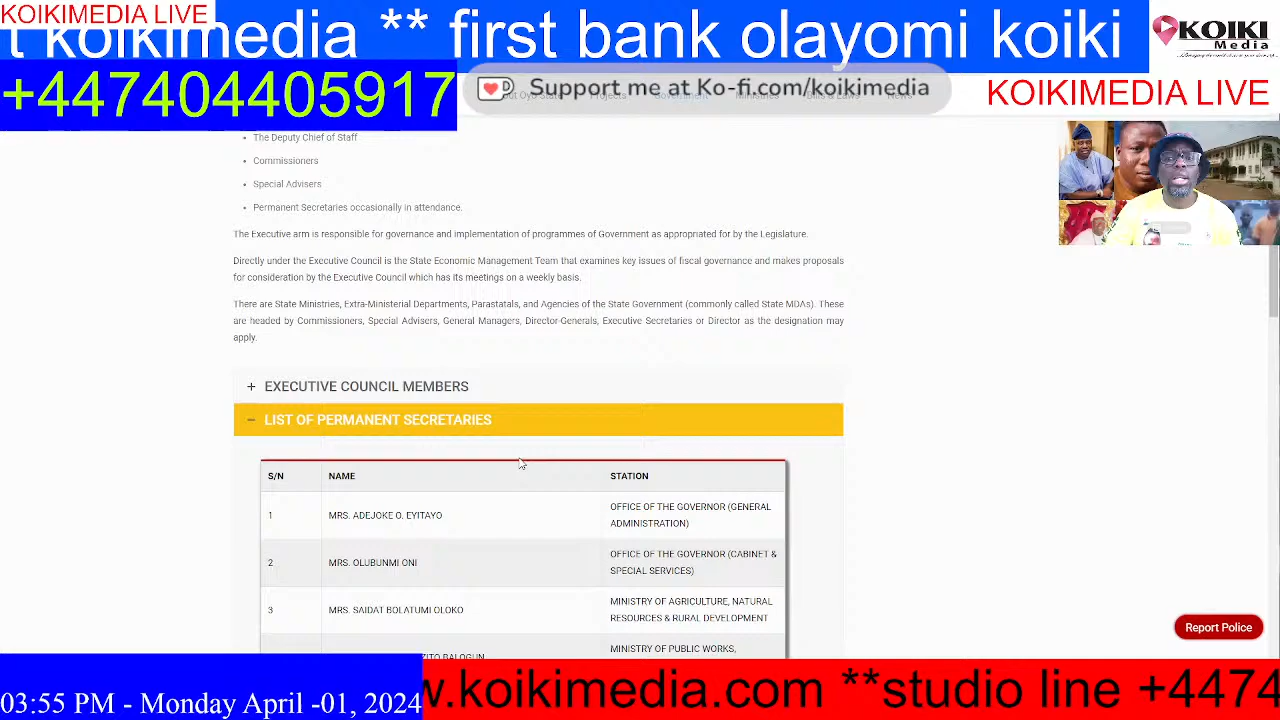 KOIKIMEDIA LIVE
t koikimedia ** first bank olayomi koiki
KOIKI
Media
+447404405917
Support me at Ko-fi.com/koikimedia
KOIKIMEDIA LIVE
Projects Government Ministries Bills & Laws News
The Deputy Chief of Staff
Commissioners
Special Advisers
Permanent Secretaries occasionally in attendance.
The Executive arm is responsible for governance and implementation of programmes of Government as appropriated for by the Legislature.
Directly under the Executive Council is the State Economic Management Team that examines key issues of fiscal governance and makes proposals
for consideration by the Executive Council which has its meetings on a weekly basis.
There are State Ministries, Extra-Ministerial Departments, Parastatals, and Agencies of the State Government (commonly called State MDAs). These
are headed by Commissioners, Special Advisers, General Managers, Director-Generals, Executive Secretaries or Director as the designation may
apply.
+ EXECUTIVE COUNCIL MEMBERS
− LIST OF PERMANENT SECRETARIES
S/N NAME STATION
1 MRS. ADEJOKE O. EYITAYO OFFICE OF THE GOVERNOR (GENERAL
ADMINISTRATION)
2 MRS. OLUBUNMI ONI OFFICE OF THE GOVERNOR (CABINET &
SPECIAL SERVICES)
3 MRS. SAIDAT BOLATUMI OLOKO MINISTRY OF AGRICULTURE, NATURAL
RESOURCES & RURAL DEVELOPMENT
BALOGUN MINISTRY OF PUBLIC WORKS,
Report Police
03:55 PM - Monday April -01, 2024
w.koikimedia.com **studio line +4474